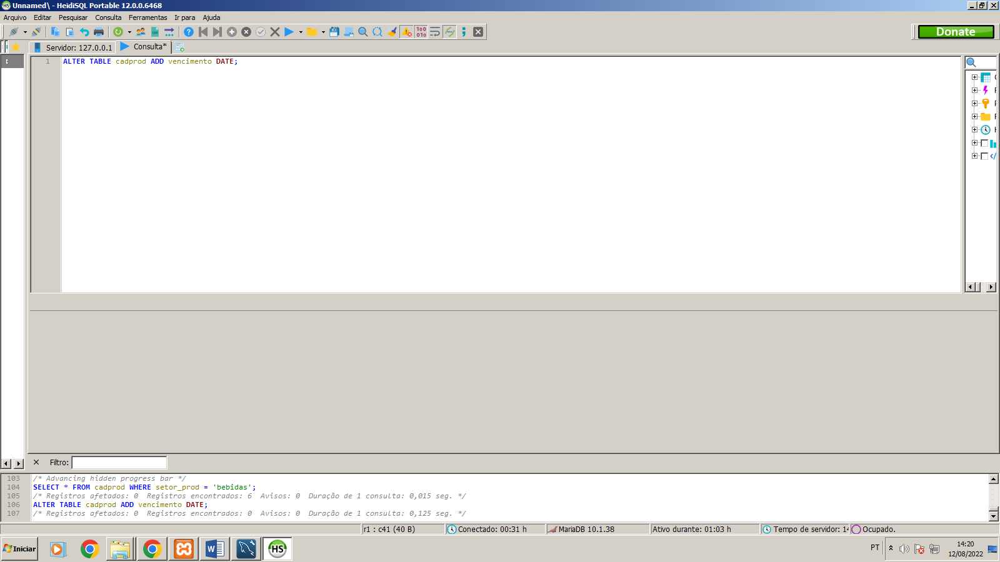 Unnamed\ - HeidiSQL Portable 12.0.0.6468
Arquivo Editar Pesquisar Consulta Ferramentas Ir para Ajuda
Donate
Servidor: 127.0.0.1 Consulta*
1 ALTER TABLE cadprod ADD vencimento DATE;
Filtro:
103 /* Advancing hidden progress bar */
104 SELECT * FROM cadprod WHERE setor_prod = 'bebidas';
105 /* Registros afetados: 0 Registros encontrados: 6 Avisos: 0 Duração de 1 consulta: 0,015 seg. */
106 ALTER TABLE cadprod ADD vencimento DATE;
107 /* Registros afetados: 0 Registros encontrados: 0 Avisos: 0 Duração de 1 consulta: 0,125 seg. */
r1 : c41 (40 B) Conectado: 00:31 h MariaDB 10.1.38 Ativo durante: 01:03 h Tempo de servidor: 14 Ocupado.
Iniciar HS PT 14:20
12/08/2022